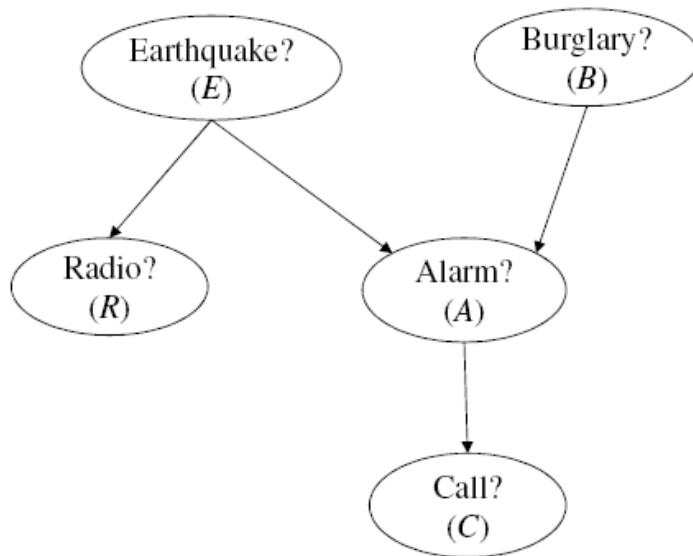 Earthquake?
(E)
Burglary?
(B)
Radio?
(R)
Alarm?
(A)
Call?
(C)